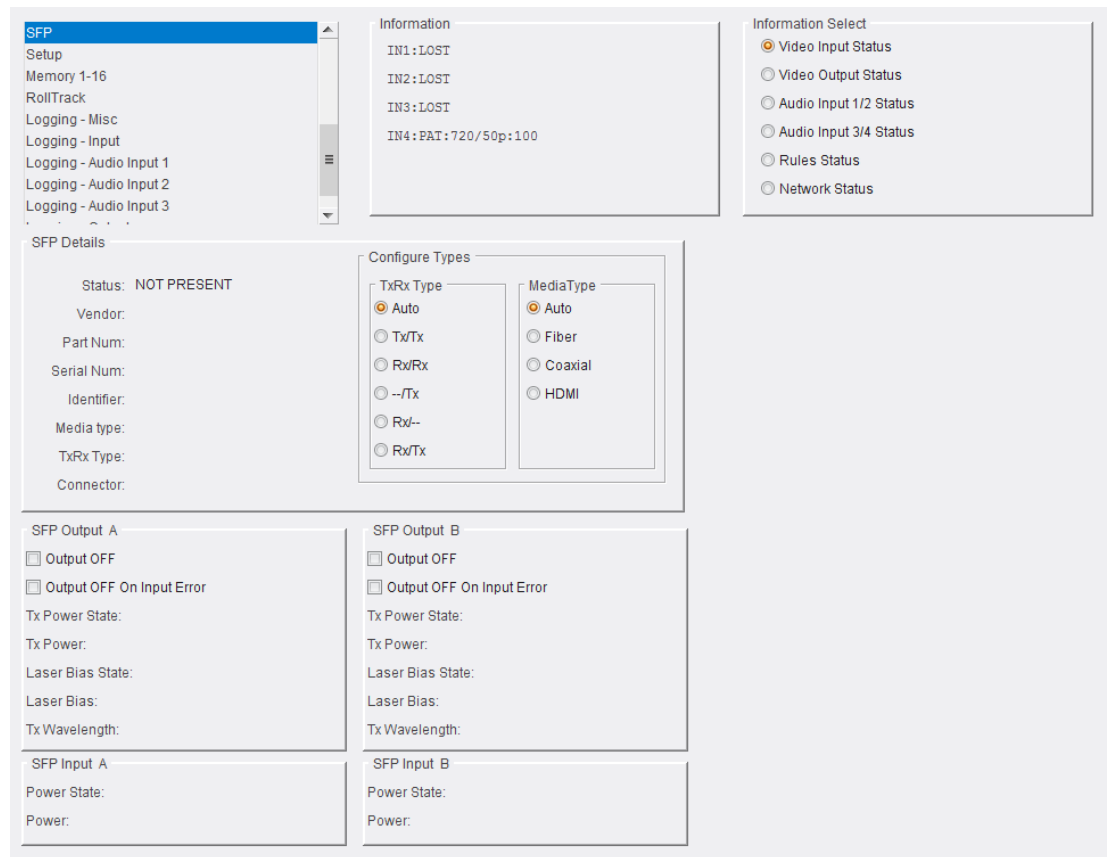 SFP
Setup
Memory 1-16
RollTrack
Logging - Misc
Logging - Input
Logging - Audio Input 1
Logging - Audio Input 2
Logging - Audio Input 3
Information
IN1:LOST
IN2:LOST
IN3:LOST
IN4:PAT:720/50p:100
Information Select
Video Input Status
Video Output Status
Audio Input 1/2 Status
Audio Input 3/4 Status
Rules Status
Network Status
SFP Details
Status: NOT PRESENT
Vendor:
Part Num:
Serial Num:
Identifier:
Media type:
TxRx Type:
Connector:
Configure Types
TxRx Type
Auto
Tx/Tx
Rx/Rx
--/Tx
Rx/--
Rx/Tx
MediaType
Auto
Fiber
Coaxial
HDMI
SFP Output A
Output OFF
Output OFF On Input Error
Tx Power State:
Tx Power:
Laser Bias State:
Laser Bias:
Tx Wavelength:
SFP Output B
Output OFF
Output OFF On Input Error
Tx Power State:
Tx Power:
Laser Bias State:
Laser Bias:
Tx Wavelength:
SFP Input A
Power State:
Power:
SFP Input B
Power State:
Power: